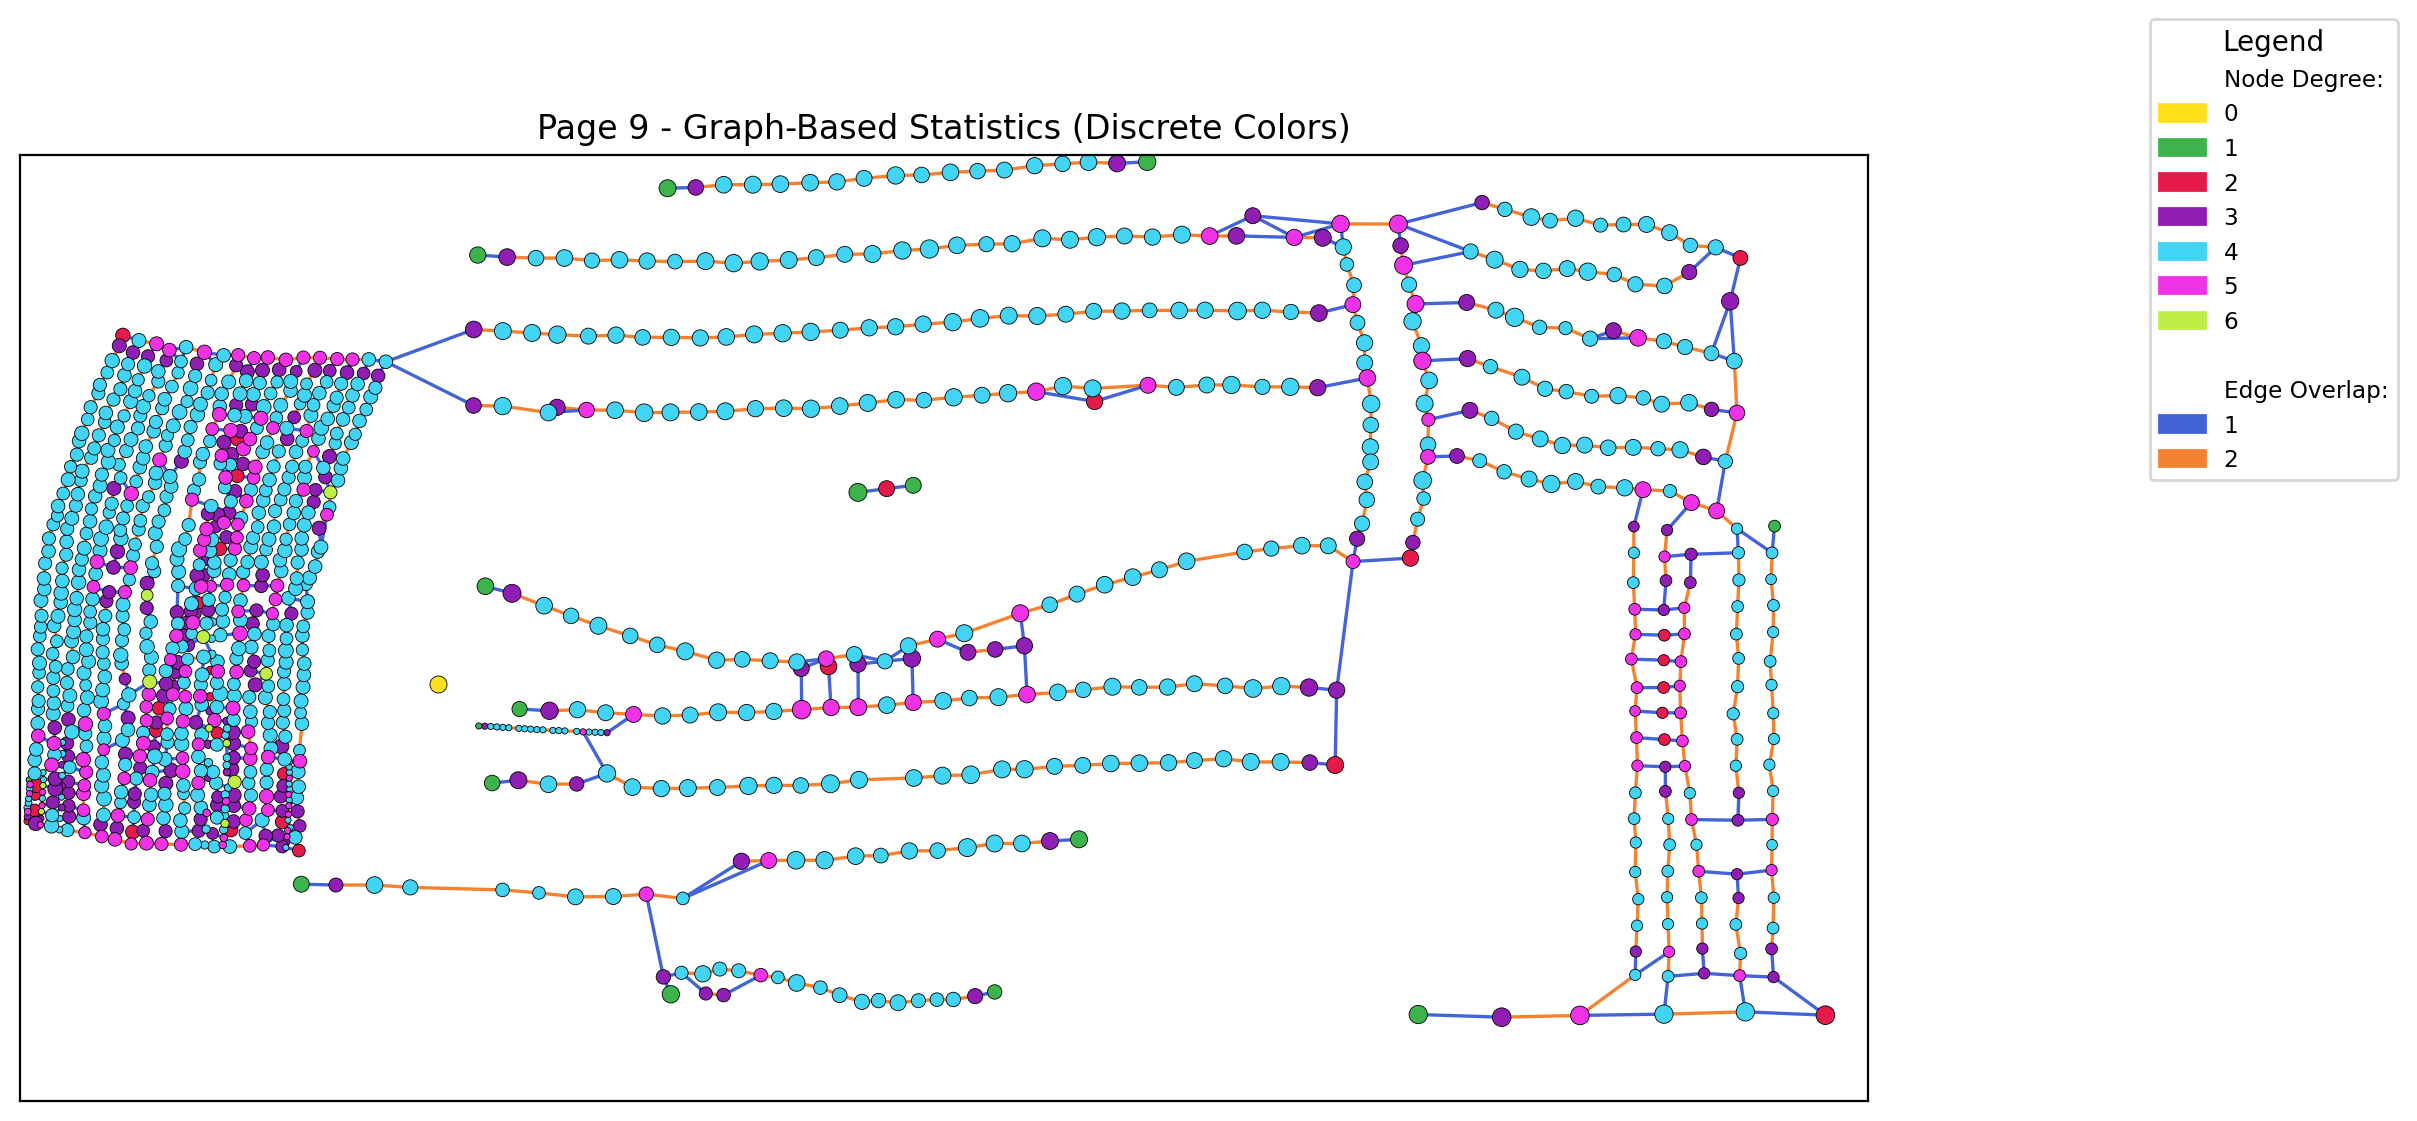 Page 9 - Graph-Based Statistics (Discrete Colors)
Legend
Node Degree:
0
1
2
3
4
5
6
Edge Overlap:
1
2